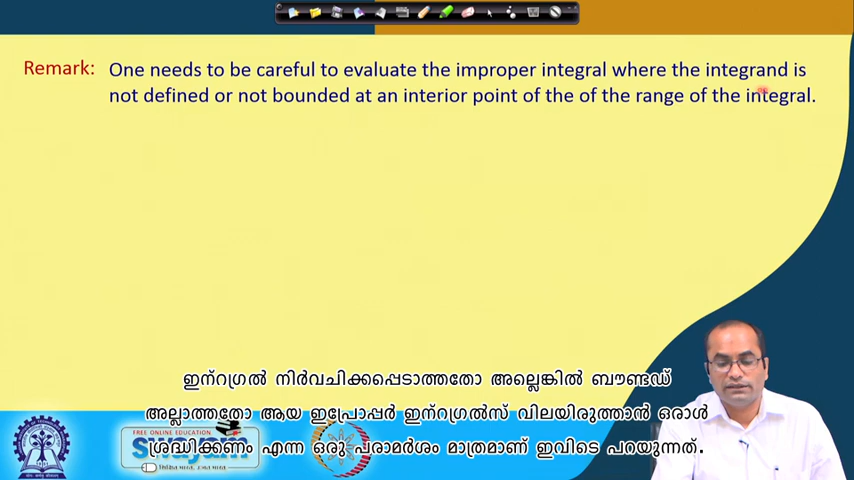 Remark: One needs to be careful to evaluate the improper integral where the integrand is
not defined or not bounded at an interior point of the of the range of the integral.
ഇന്റഗ്രൽ നിർവചിക്കപ്പെടാത്തതോ അല്ലെങ്കിൽ ബൗണ്ടഡ്
അല്ലാത്തതോ ആയ ഇപ്രോപ്പർ ഇന്റഗ്രൽസ് വിലയിരുത്താൻ ഒരാൾ
ശ്രദ്ധിക്കണം എന്ന ഒരു പരാമർശം മാത്രമാണ് ഇവിടെ പറയുന്നത്.
FREE ONLINE EDUCATION
swayam